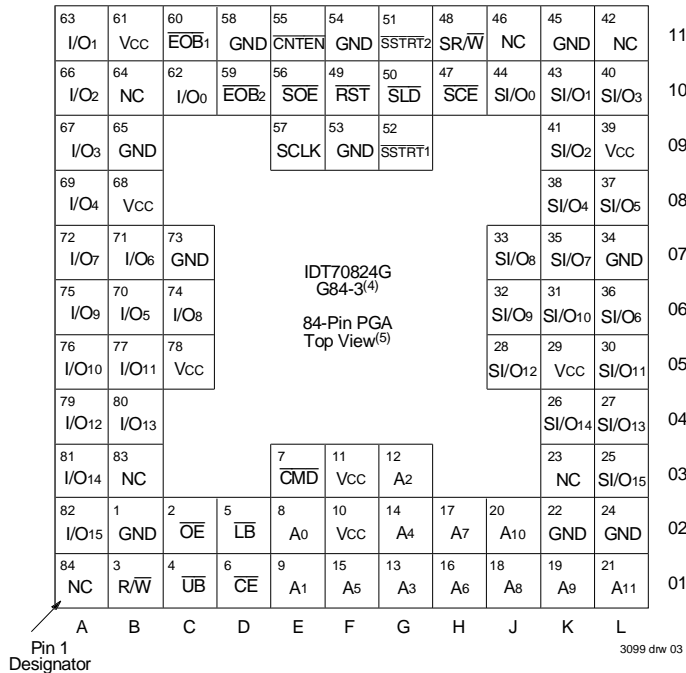 63 61 60 58 55 54 51 48 46 45 42
I/O1 VCC EOB1 GND CNTEN GND SSTRT2 SR/W NC GND NC 11
66 64 62 59 56 49 50 47 44 43 40
I/O2 NC I/O0 EOB2 SOE RST SLD SCE SI/O0 SI/O1 SI/O3 10
67 65 57 53 52 41 39
I/O3 GND SCLK GND SSTRT1 SI/O2 VCC 09
69 68 38 37
I/O4 VCC SI/O4 SI/O5 08
72 71 73 33 35 34
I/O7 I/O6 GND SI/O8 SI/O7 GND 07
IDT70824G
G84-3(4)
75 70 74 32 31 36
I/O9 I/O5 I/O8 SI/O9 SI/O10 SI/O6 06
84-Pin PGA
Top View(5)
76 77 78 28 29 30
I/O10 I/O11 VCC SI/O12 VCC SI/O11 05
79 80 26 27
I/O12 I/O13 SI/O14 SI/O13 04
81 83 7 11 12 23 25
I/O14 NC CMD VCC A2 NC SI/O15 03
82 1 2 5 8 10 14 17 20 22 24
I/O15 GND OE LB A0 VCC A4 A7 A10 GND GND 02
84 3 4 6 9 15 13 16 18 19 21
NC R/W UB CE A1 A5 A3 A6 A8 A9 A11 01
A B C D E F G H J K L
Pin 1
Designator
3099 drw 03